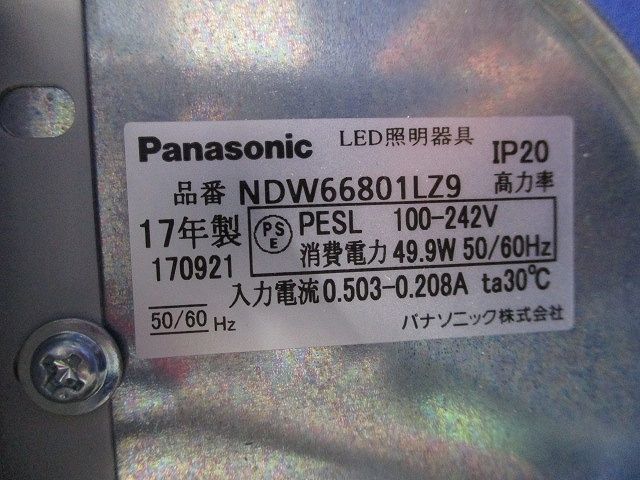 Panasonic LED照明器具 IP20
品番 NDW66801LZ9 高力率
17年製 PSE PESL 100-242V
170921 消費電力 49.9W 50/60Hz
入力電流 0.503-0.208A ta30℃
50/60 Hz パナソニック株式会社